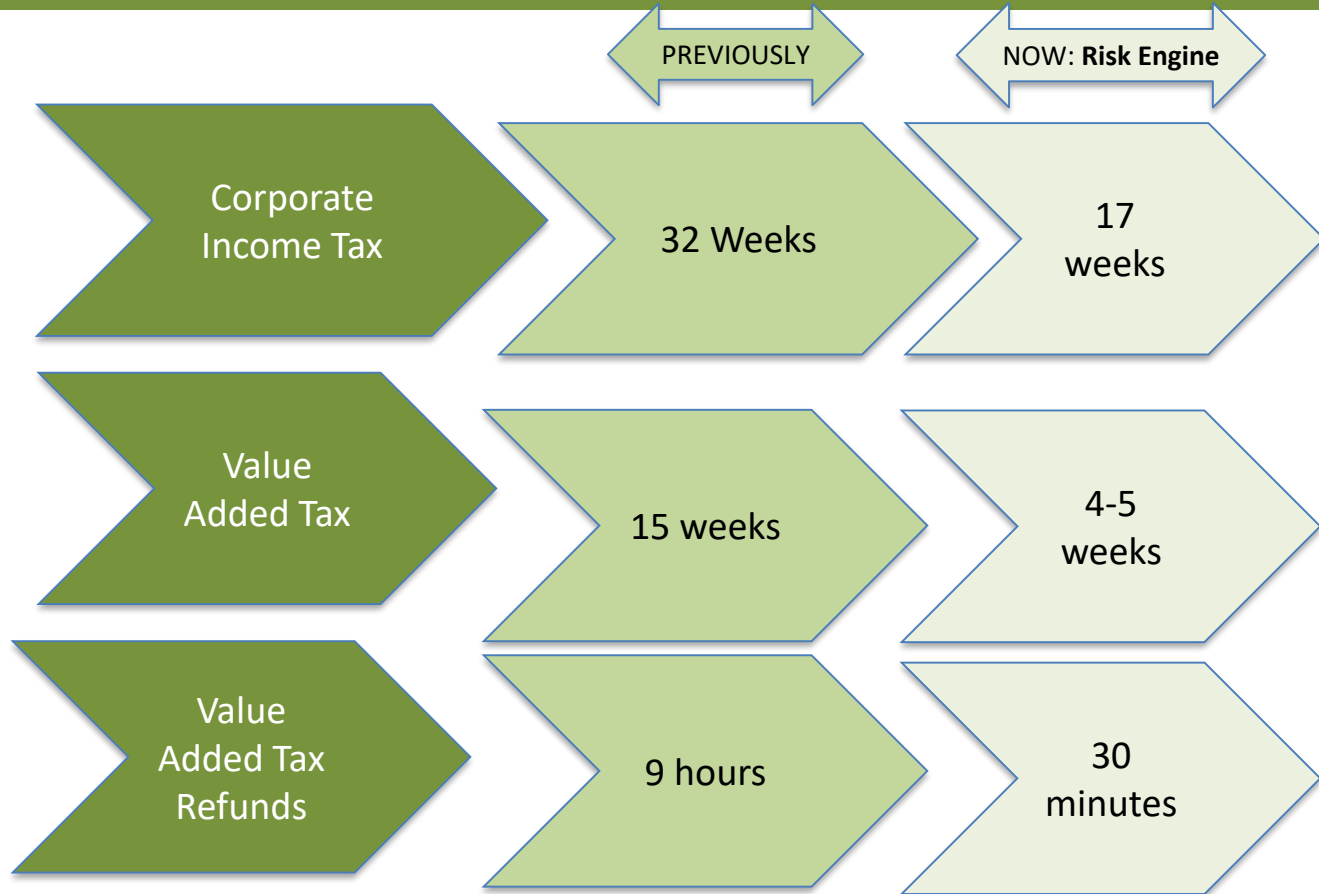 PREVIOUSLY
NOW: Risk Engine
Corporate
Income Tax
32 Weeks
17
weeks
Value
Added Tax
15 weeks
4-5
weeks
Value
Added Tax
Refunds
9 hours
30
minutes